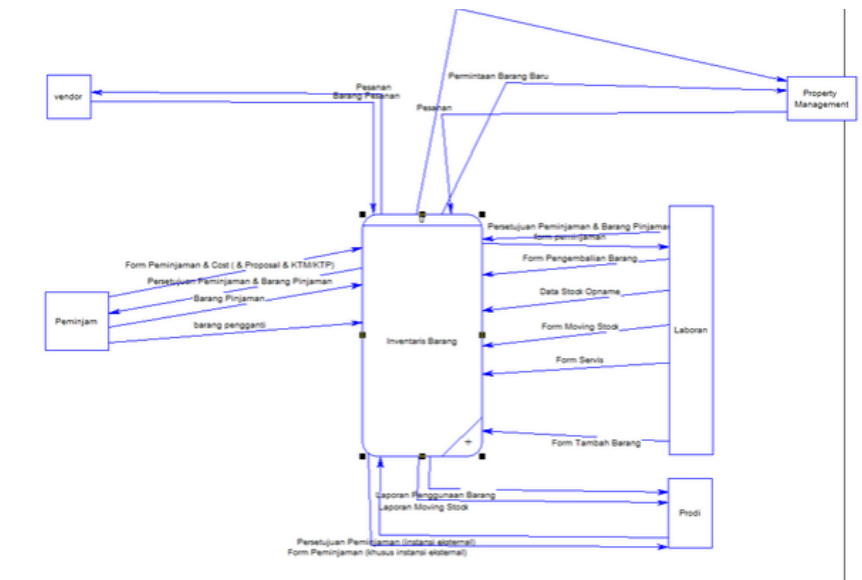 Pesanan
Barang Pesanan
vendor
Permintaan Barang Baru
Pesanan
Property
Management
Persetujuan Peminjaman & Barang Pinjaman
form peminjaman
Form Pengembalian Barang
Data Stock Opname
Form Moving Stock
Form Servis
Form Tambah Barang
Laboran
Form Peminjaman & Cost ( & Proposal & KTM/KTP)
Persetujuan Peminjaman & Barang Pinjaman
Barang Pinjaman
barang pengganti
Peminjam
Inventaris Barang
Laporan Penggunaan Barang
Laporan Moving Stock
Prodi
Persetujuan Peminjaman (instansi eksternal)
Form Peminjaman (khusus instansi eksternal)